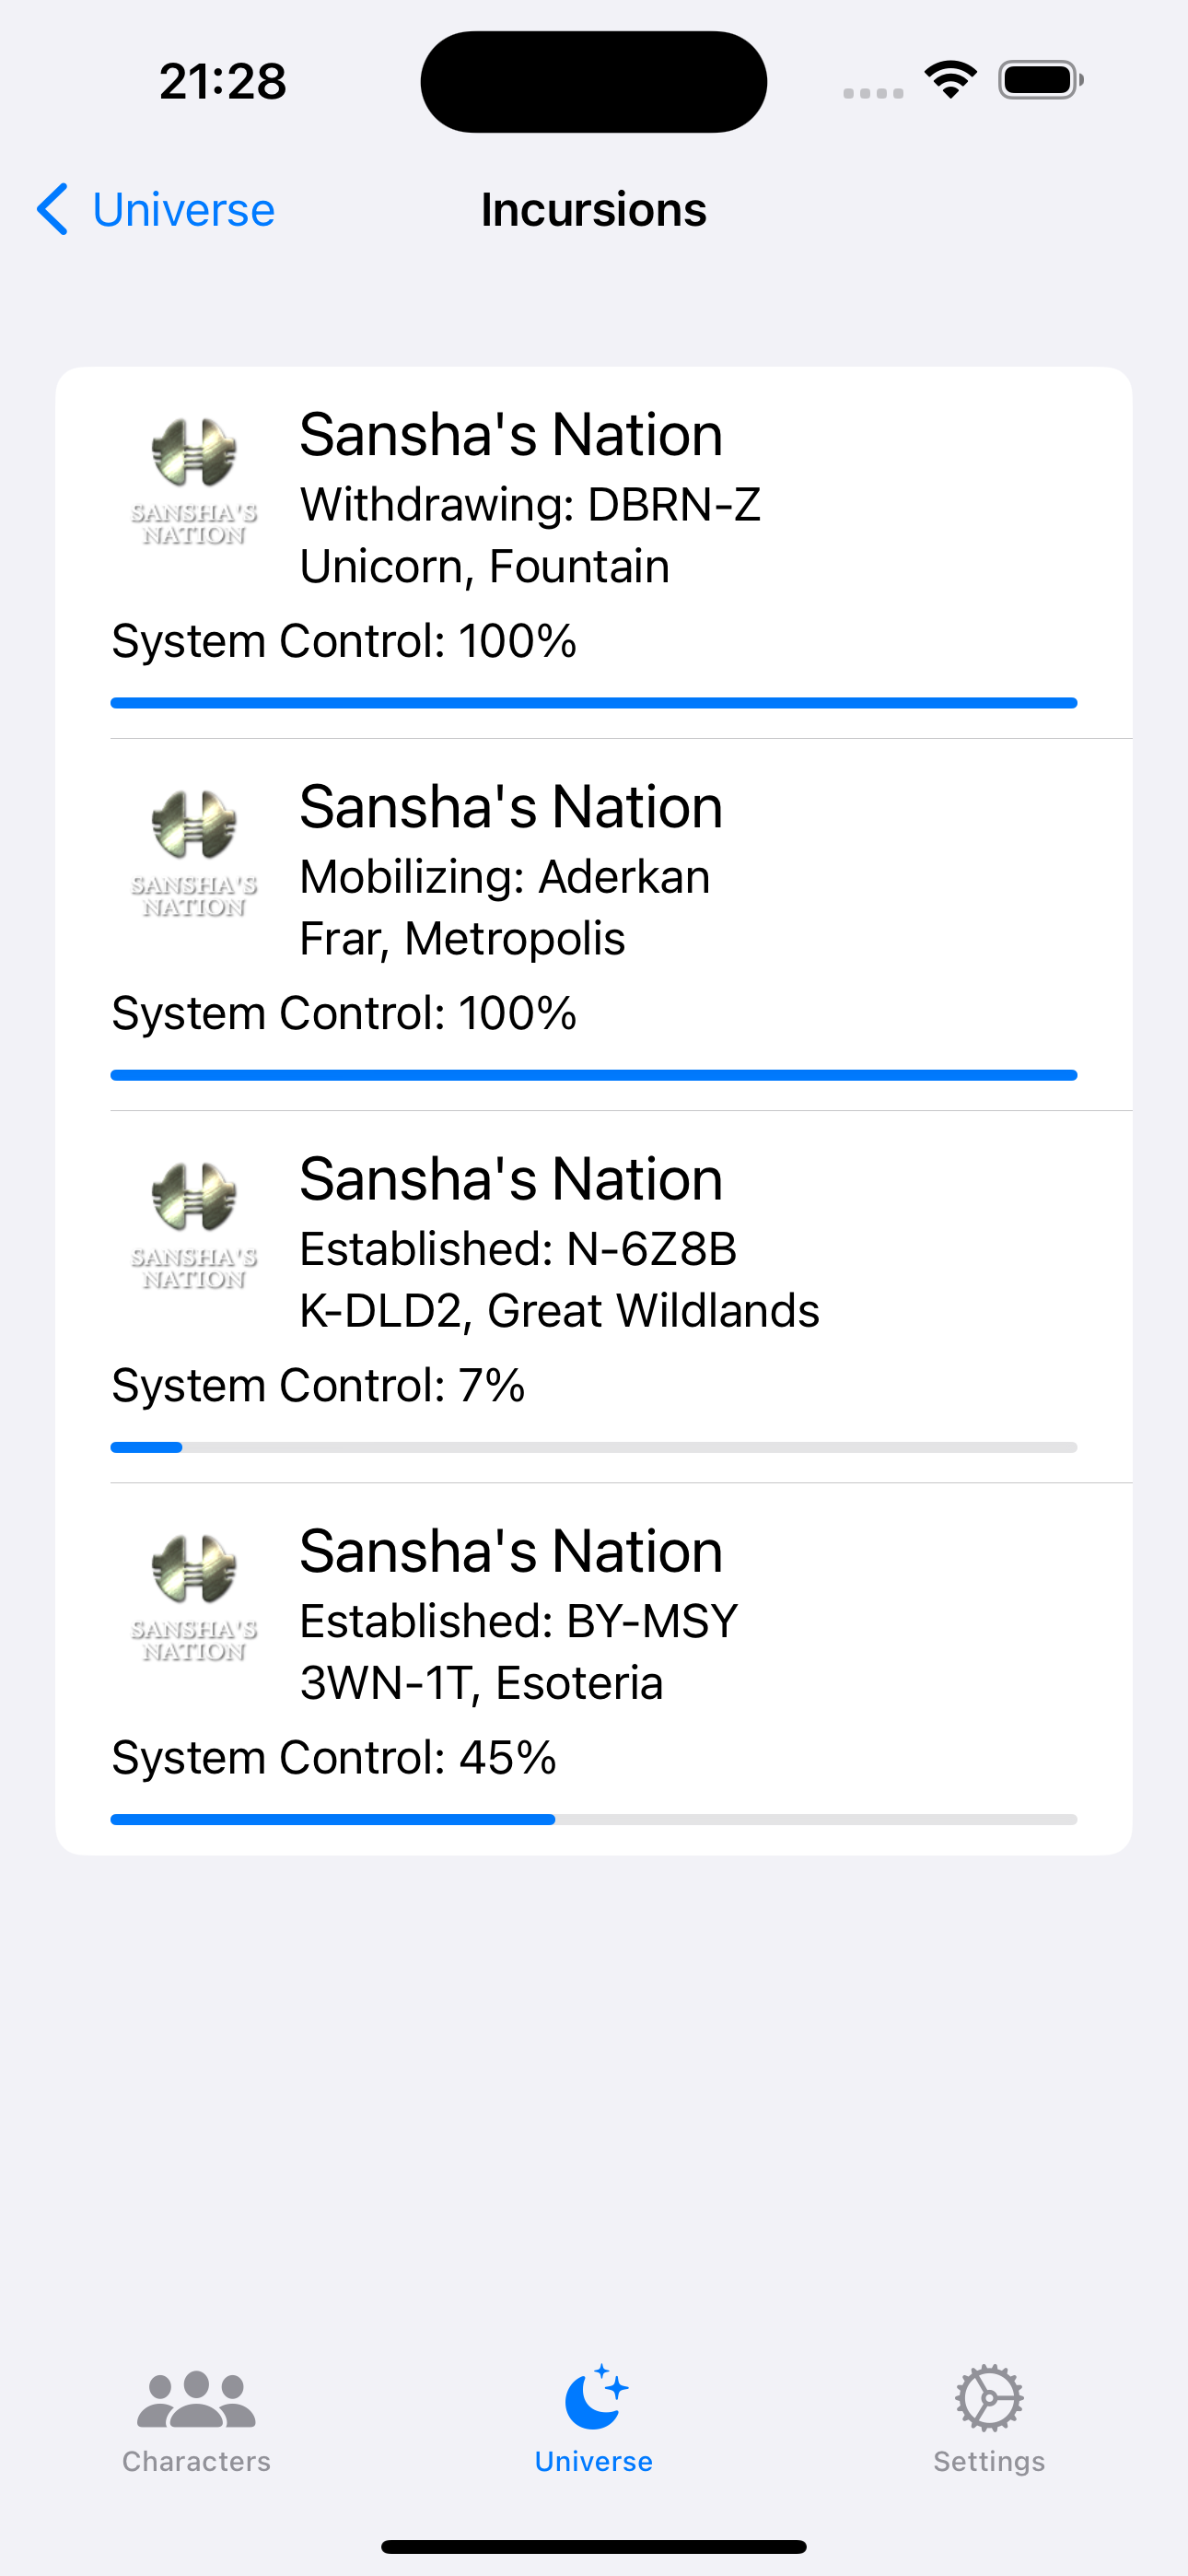 21:28
Universe
Incursions
SANSHA'S
NATION
Sansha's Nation
Withdrawing: DBRN-Z
Unicorn, Fountain
System Control: 100%
SANSHA'S
NATION
Sansha's Nation
Mobilizing: Aderkan
Frar, Metropolis
System Control: 100%
SANSHA'S
NATION
Sansha's Nation
Established: N-6Z8B
K-DLD2, Great Wildlands
System Control: 7%
SANSHA'S
NATION
Sansha's Nation
Established: BY-MSY
3WN-1T, Esoteria
System Control: 45%
Characters
Universe
Settings